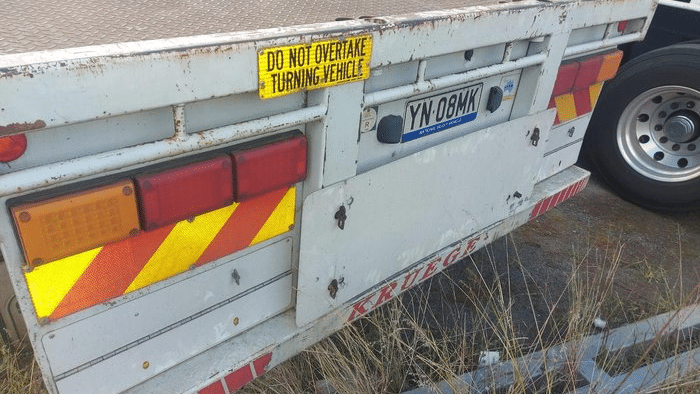 DO NOT OVERTAKE
TURNING VEHICLE
YN·08MK
KRUEGER